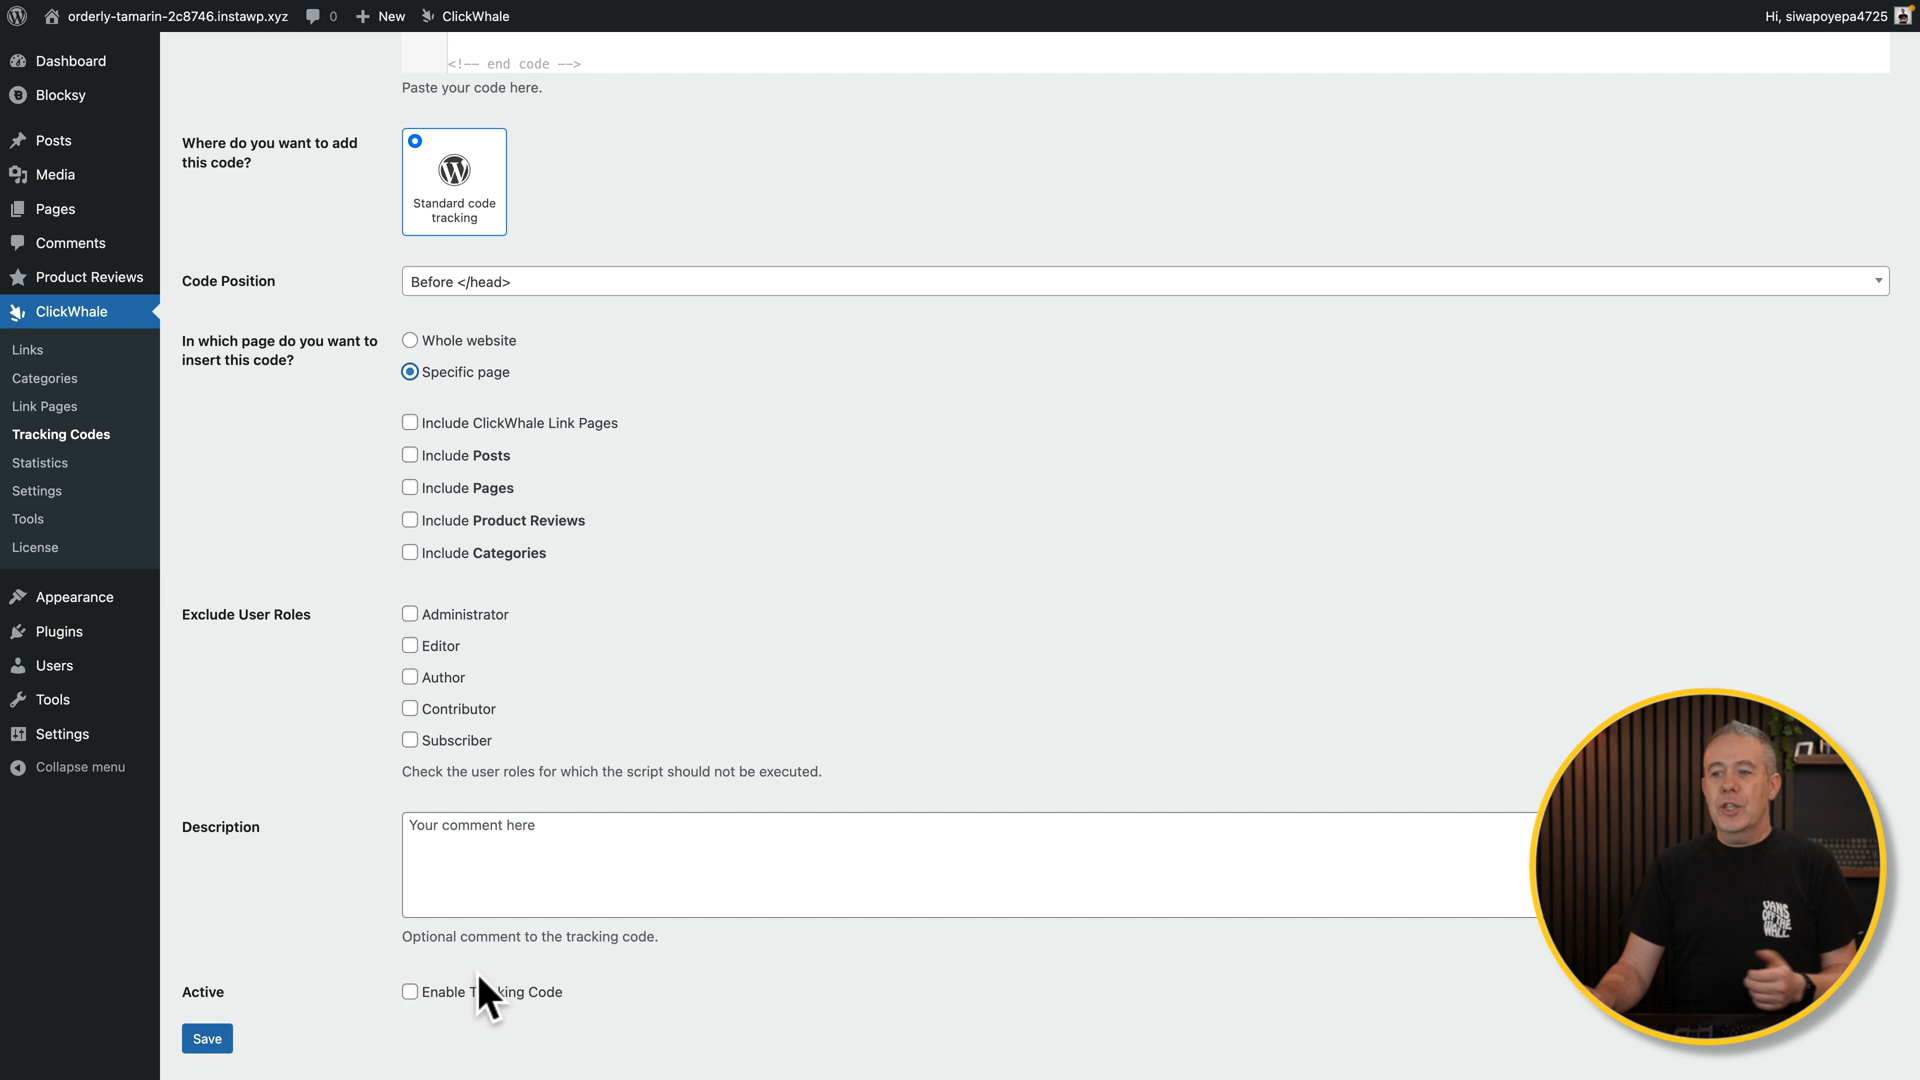 orderly-tamarin-2c8746.instawp.xyz 0 New ClickWhale Hi, siwapoyepa4725
Dashboard
Blocksy
Posts
Media
Pages
Comments
Product Reviews
ClickWhale
Links
Categories
Link Pages
Tracking Codes
Statistics
Settings
Tools
License
Appearance
Plugins
Users
Tools
Settings
Collapse menu
<!-- end code -->
Paste your code here.
Where do you want to add
this code?
Standard code
tracking
Code Position
Before </head>
In which page do you want to
insert this code?
Whole website
Specific page
Include ClickWhale Link Pages
Include Posts
Include Pages
Include Product Reviews
Include Categories
Exclude User Roles
Administrator
Editor
Author
Contributor
Subscriber
Check the user roles for which the script should not be executed.
Description
Your comment here
Optional comment to the tracking code.
Active
Enable Code
Save
VANS
OFF THE
WALL